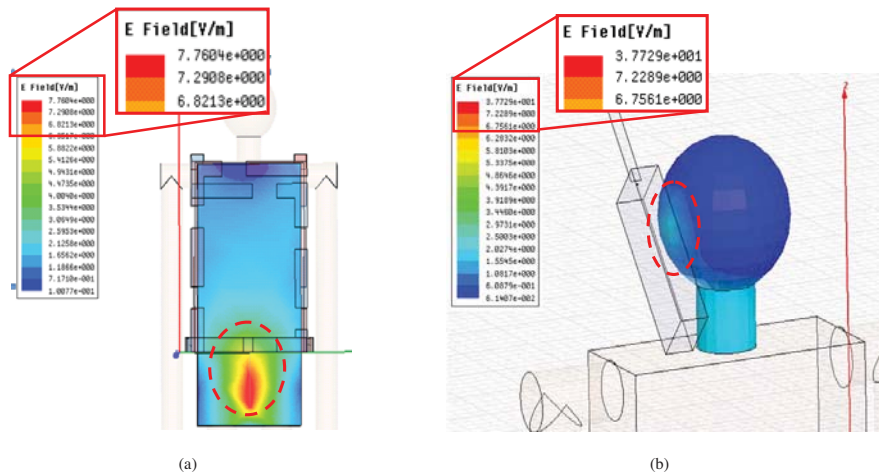 E Field[V/m]
7.7604e+000
7.2908e+000
6.8213e+000
E Field[V/m]
7.7604e+000
7.2908e+000
6.8213e+000
5.8822e+000
5.4126e+000
4.9431e+000
4.4735e+000
4.0040e+000
3.5344e+000
3.0649e+000
2.5953e+000
2.1258e+000
1.6562e+000
1.1866e+000
7.1710e-001
1.0077e-001
(a)
E Field[V/m]
3.7729e+001
7.2289e+000
6.7561e+000
E Field[V/m]
3.7729e+001
7.2289e+000
6.7561e+000
6.2832e+000
5.8103e+000
5.3375e+000
4.8646e+000
4.3917e+000
3.9189e+000
3.4460e+000
2.9731e+000
2.5003e+000
2.0274e+000
1.5545e+000
1.0817e+000
6.0879e-001
6.1407e-002
z
(b)